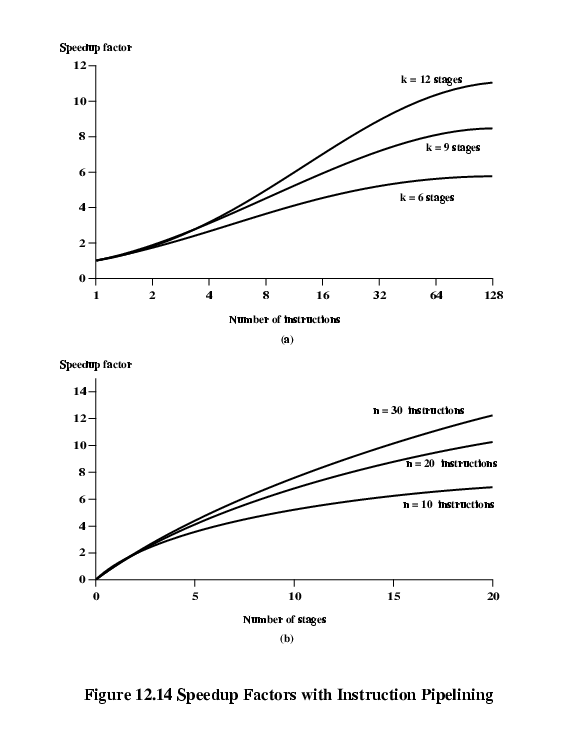 Speedup factor
12
k = 12 stages
10
8
k = 9 stages
6
k = 6 stages
4
2
0
1 2 4 8 16 32 64 128
Number of instructions
(a)
Speedup factor
14
n = 30 instructions
12
10
n = 20 instructions
8
6
n = 10 instructions
4
2
0
0 5 10 15 20
Number of stages
(b)
Figure 12.14 Speedup Factors with Instruction Pipelining